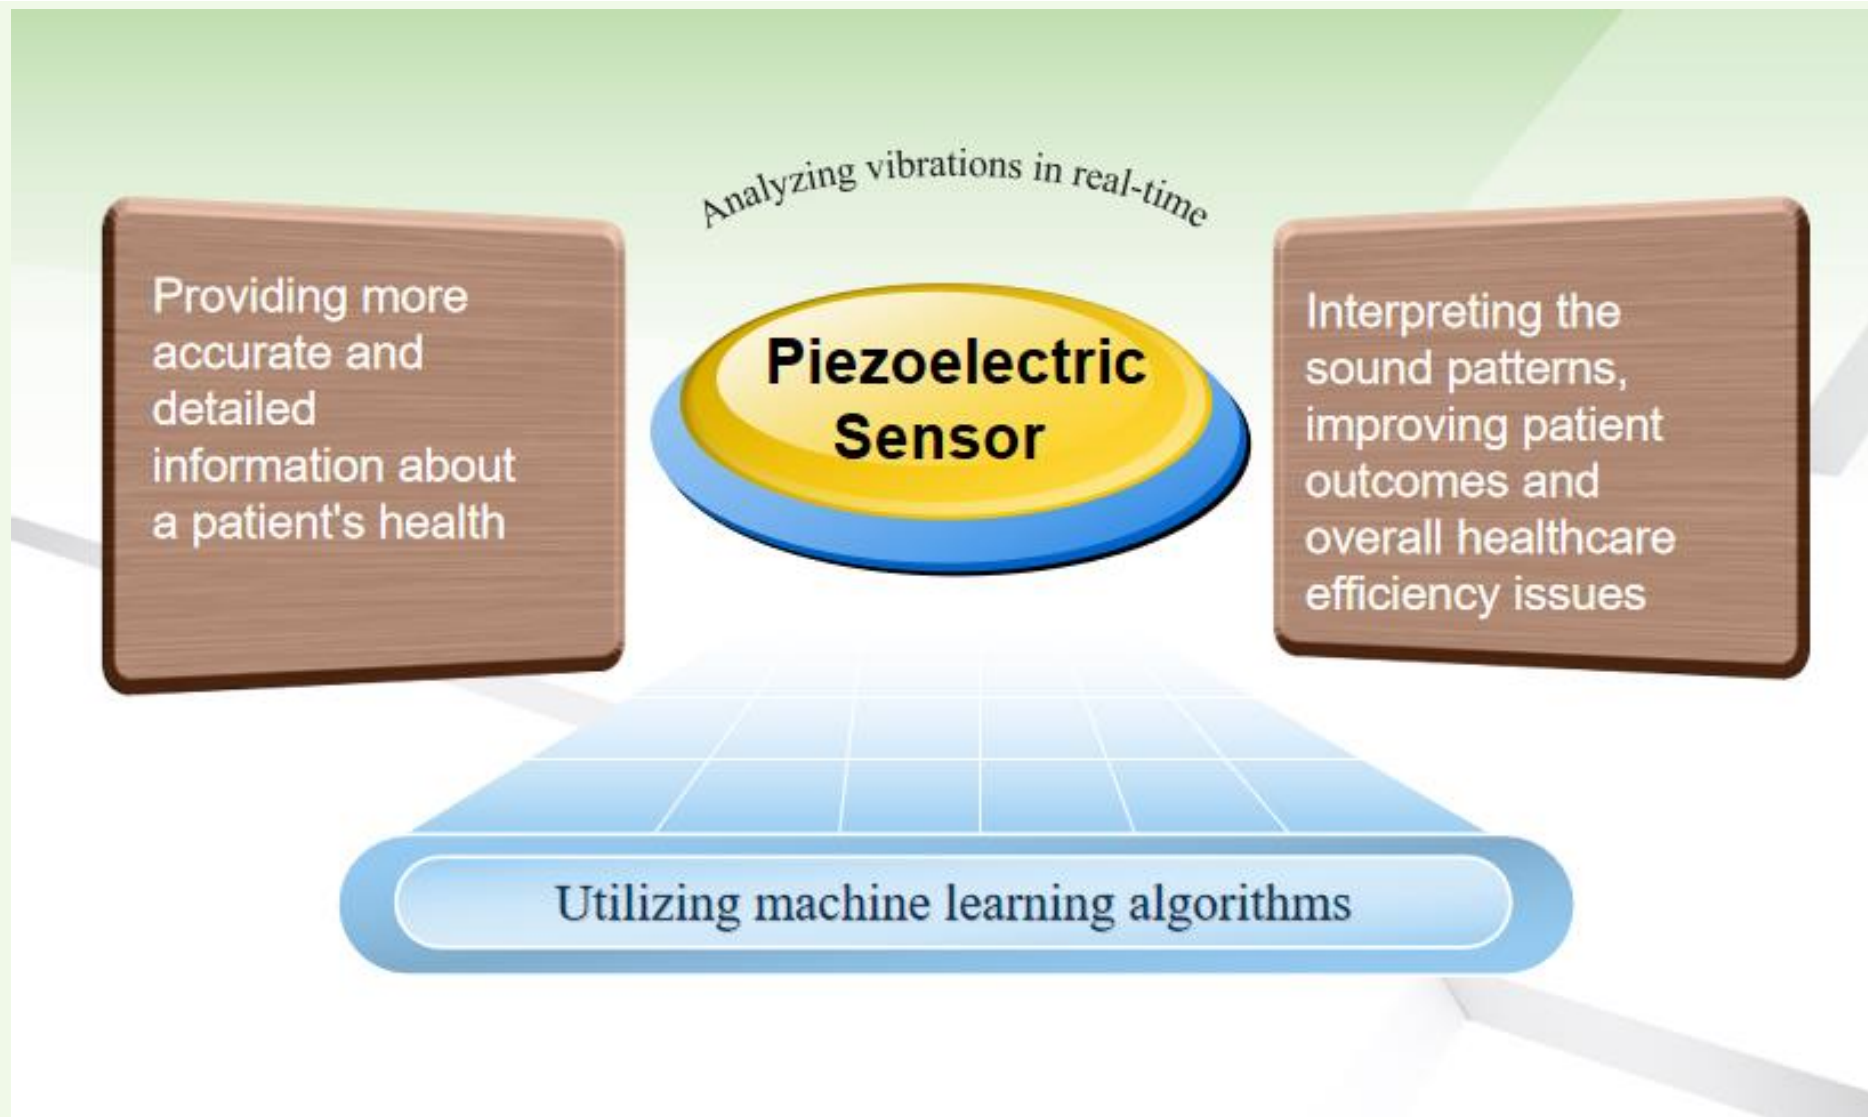 Analyzing vibrations in real-time
Providing more
accurate and
detailed
information about
a patient's health
Piezoelectric
Sensor
Interpreting the
sound patterns,
improving patient
outcomes and
overall healthcare
efficiency issues
Utilizing machine learning algorithms